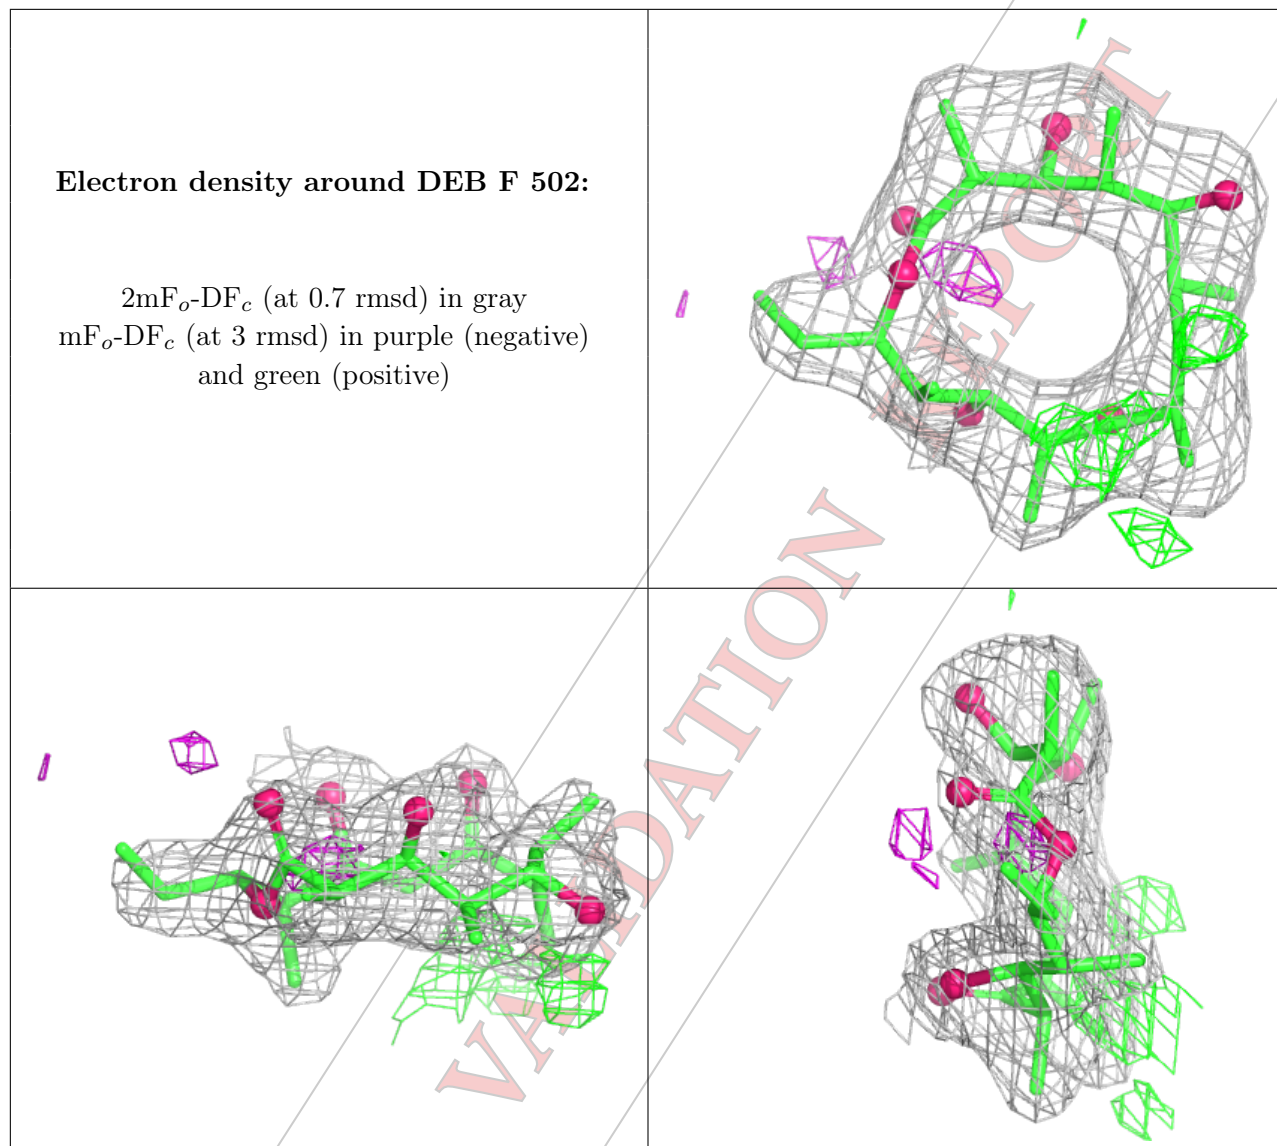 Electron density around DEB F 502:
2mFo-DFc (at 0.7 rmsd) in gray
mFo-DFc (at 3 rmsd) in purple (negative)
and green (positive)
VALIDATION REPORT